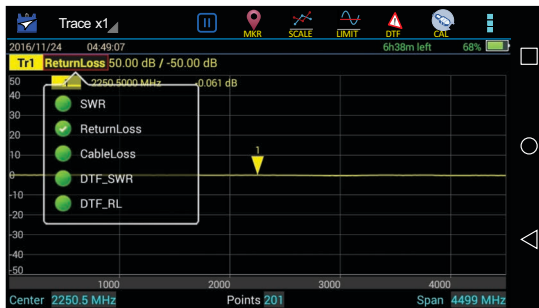 Trace x1
MKR SCALE LIMIT DTF CAL
2016/11/24 04:49:07 6h38m left 68%
Tr1 ReturnLoss 50.00 dB / -50.00 dB
50 2250.5000 MHz -0.061 dB
40
SWR
30
ReturnLoss
20
10 CableLoss
1
0
DTF_SWR
-10
DTF_RL
-20
-30
-40
-50
1000 2000 3000 4000
Center 2250.5 MHz Points 201 Span 4499 MHz